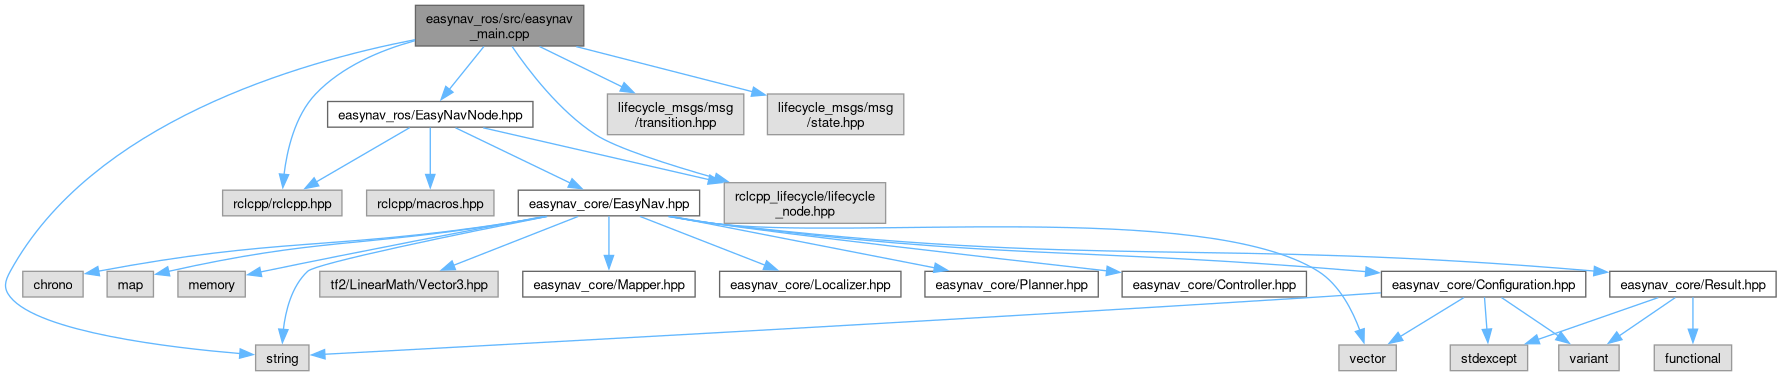 easynav_ros/src/easynav
_main.cpp
easynav_ros/EasyNavNode.hpp
lifecycle_msgs/msg
/transition.hpp
lifecycle_msgs/msg
/state.hpp
rclcpp/rclcpp.hpp
rclcpp/macros.hpp
easynav_core/EasyNav.hpp
rclcpp_lifecycle/lifecycle
_node.hpp
chrono
map
memory
tf2/LinearMath/Vector3.hpp
easynav_core/Mapper.hpp
easynav_core/Localizer.hpp
easynav_core/Planner.hpp
easynav_core/Controller.hpp
easynav_core/Configuration.hpp
easynav_core/Result.hpp
string
vector
stdexcept
variant
functional